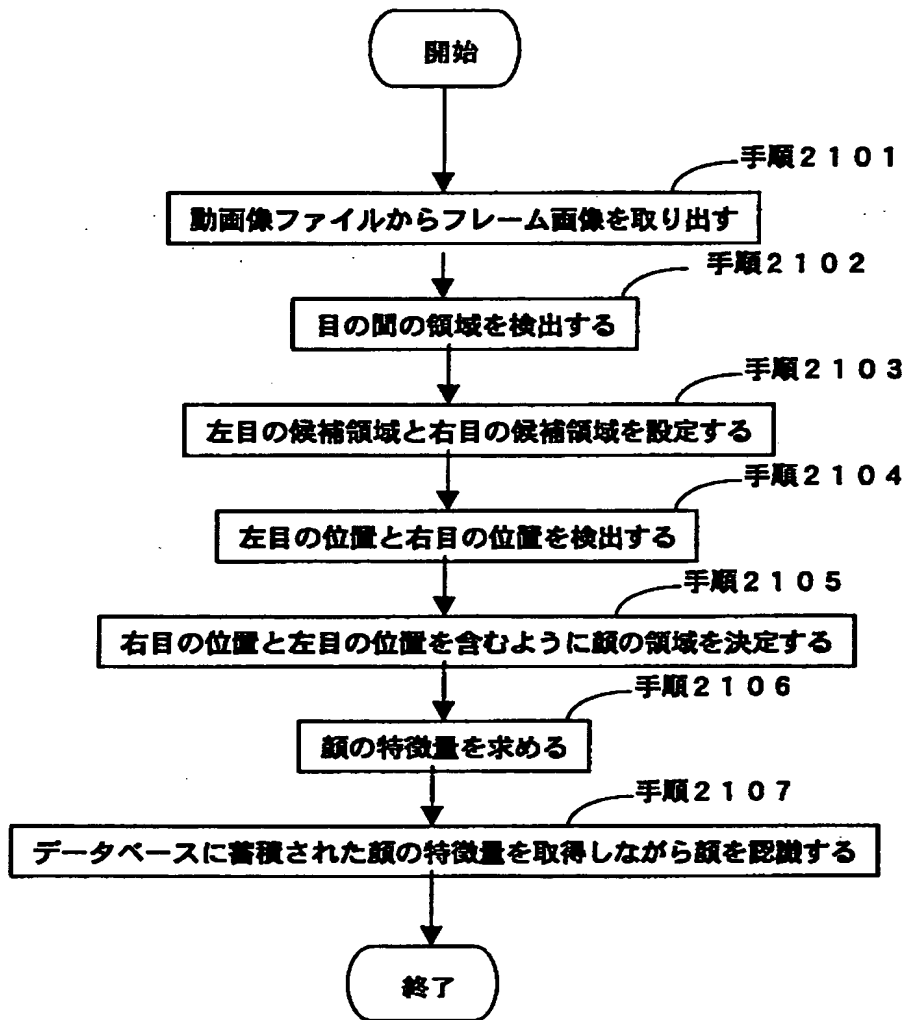 開始
手順2101
動画像ファイルからフレーム画像を取り出す
手順2102
目の間の領域を検出する
手順2103
左目の候補領域と右目の候補領域を設定する
手順2104
左目の位置と右目の位置を検出する
手順2105
右目の位置と左目の位置を含むように顔の領域を決定する
手順2106
顔の特徴量を求める
手順2107
データベースに蓄積された顔の特徴量を取得しながら顔を認識する
終了